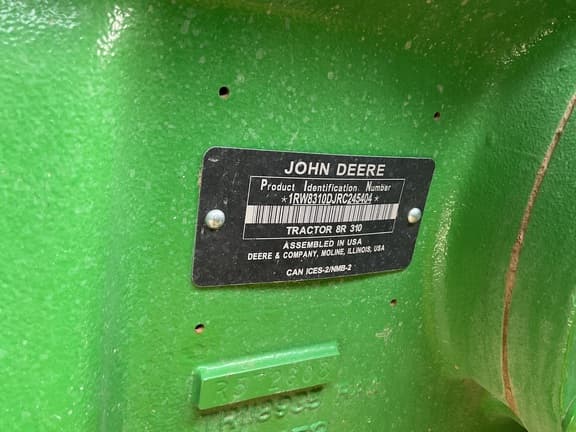 JOHN DEERE
Product Identification Number
*1RW8310DJRC245404*
TRACTOR 8R 310
ASSEMBLED IN USA
DEERE & COMPANY, MOLINE, ILLINOIS, USA
CAN ICES-2/NMB-2